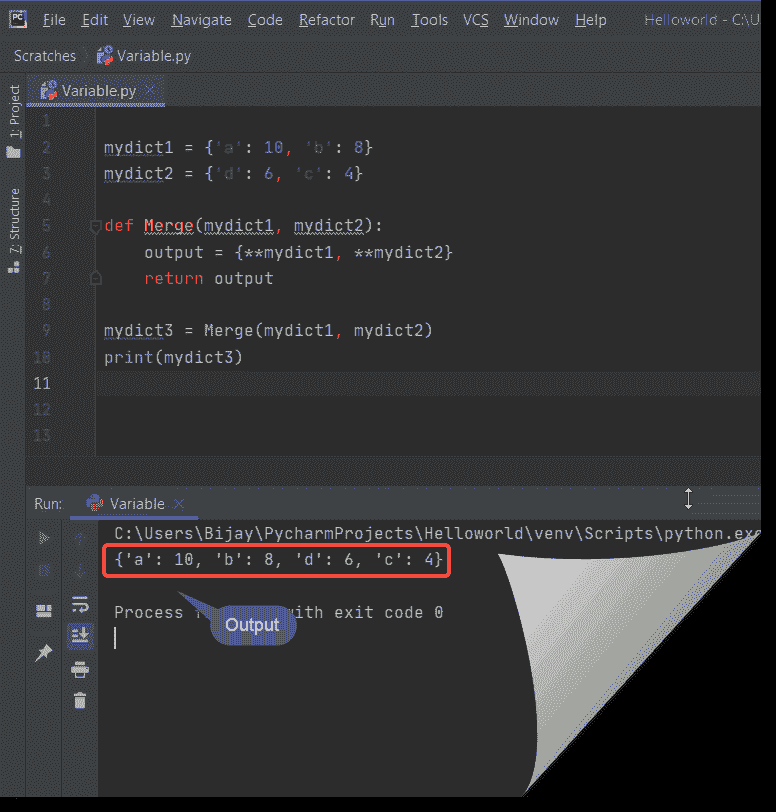 PC File Edit View Navigate Code Refactor Run Tools VCS Window Help Helloworld - C:\U
Scratches Variable.py
Variable.py
1: Project
7: Structure
1
2 mydict1 = {'a': 10, 'b': 8}
3 mydict2 = {'d': 6, 'c': 4}
4
5 def Merge(mydict1, mydict2):
6 output = {**mydict1, **mydict2}
7 return output
8
9 mydict3 = Merge(mydict1, mydict2)
10 print(mydict3)
11
12
13
Run: Variable
C:\Users\Bijay\PycharmProjects\Helloworld\venv\Scripts\python.exe
{'a': 10, 'b': 8, 'd': 6, 'c': 4}
Process with exit code 0
Output